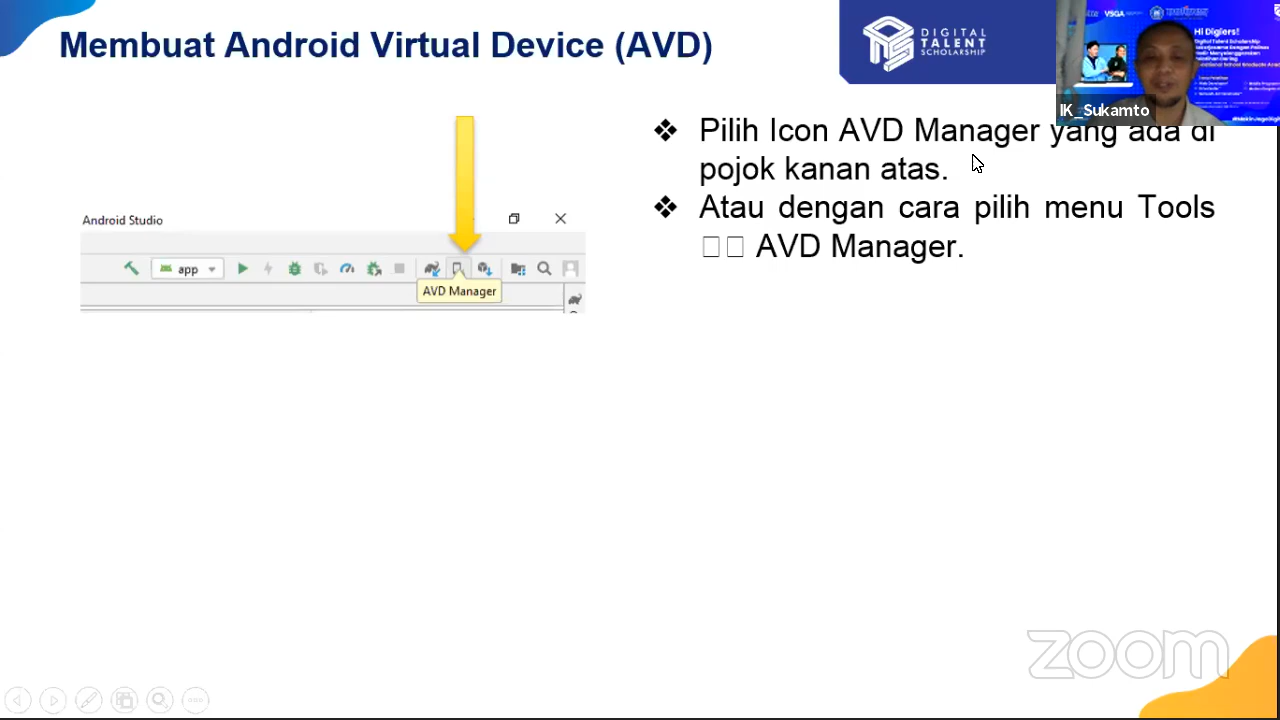 Membuat Android Virtual Device (AVD)
DIGITAL
TALENT
SCHOLARSHIP
VSGA
Hi Digiers!
IK_Sukamto
❖ Pilih Icon AVD Manager yang ada di
pojok kanan atas.
❖ Atau dengan cara pilih menu Tools
□□ AVD Manager.
Android Studio
app
AVD Manager
zoom